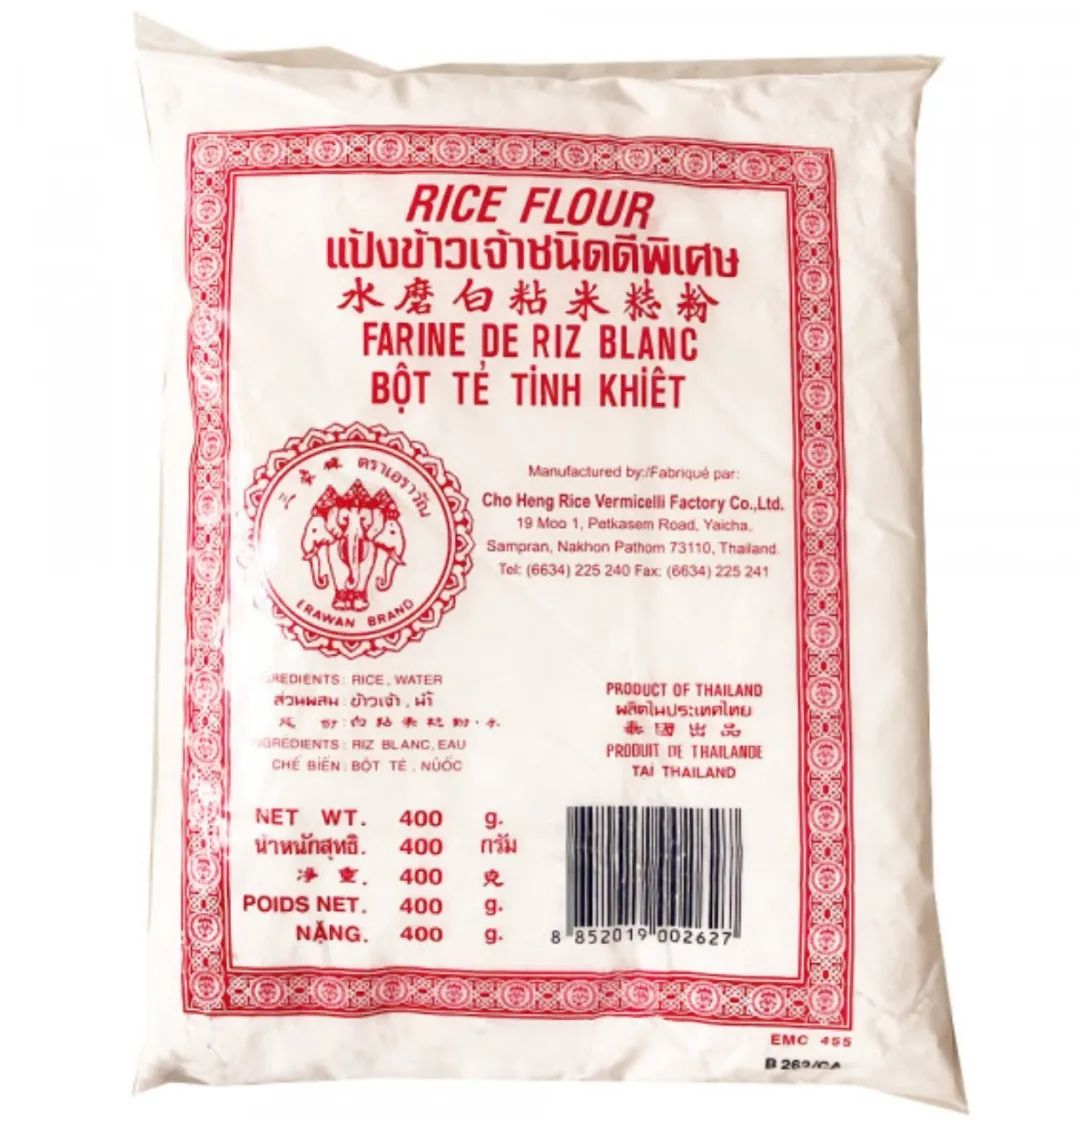 RICE FLOUR
แป้งข้าวเจ้าชนิดดีพิเศษ
水磨白粘米粉
FARINE DE RIZ BLANC
BỘT TẺ TINH KHIẾT
三象牌 ตราเอราวัณ
ERAWAN BRAND
Manufactured by:/Fabriqué par:
Cho Heng Rice Vermicelli Factory Co.,Ltd.
19 Moo 1, Petkasem Road, Yaicha,
Sampran, Nakhon Pathom 73110, Thailand.
Tel: (6634) 225 240 Fax: (6634) 225 241
REDIENTS: RICE, WATER
ส่วนผสม: ข้าวเจ้า, น้ำ
NGRÉDIENTS: RIZ BLANC, EAU
CHẾ BIẾN: BỘT TẺ, NƯỚC
PRODUCT OF THAILAND
ผลิตในประเทศไทย
泰國出品
PRODUIT DE THAILANDE
TAI THAILAND
NET WT. 400 g.
น้ำหนักสุทธิ. 400 กรัม
淨重. 400 克
POIDS NET. 400 g.
NẶNG. 400 g.
8 852019 002627
EMC 455